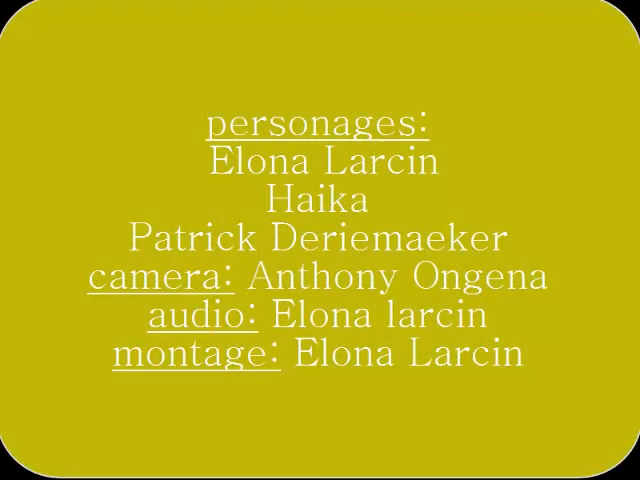 personages:
Elona Larcin
Haika
Patrick Deriemaeker
camera: Anthony Ongena
audio: Elona larcin
montage: Elona Larcin